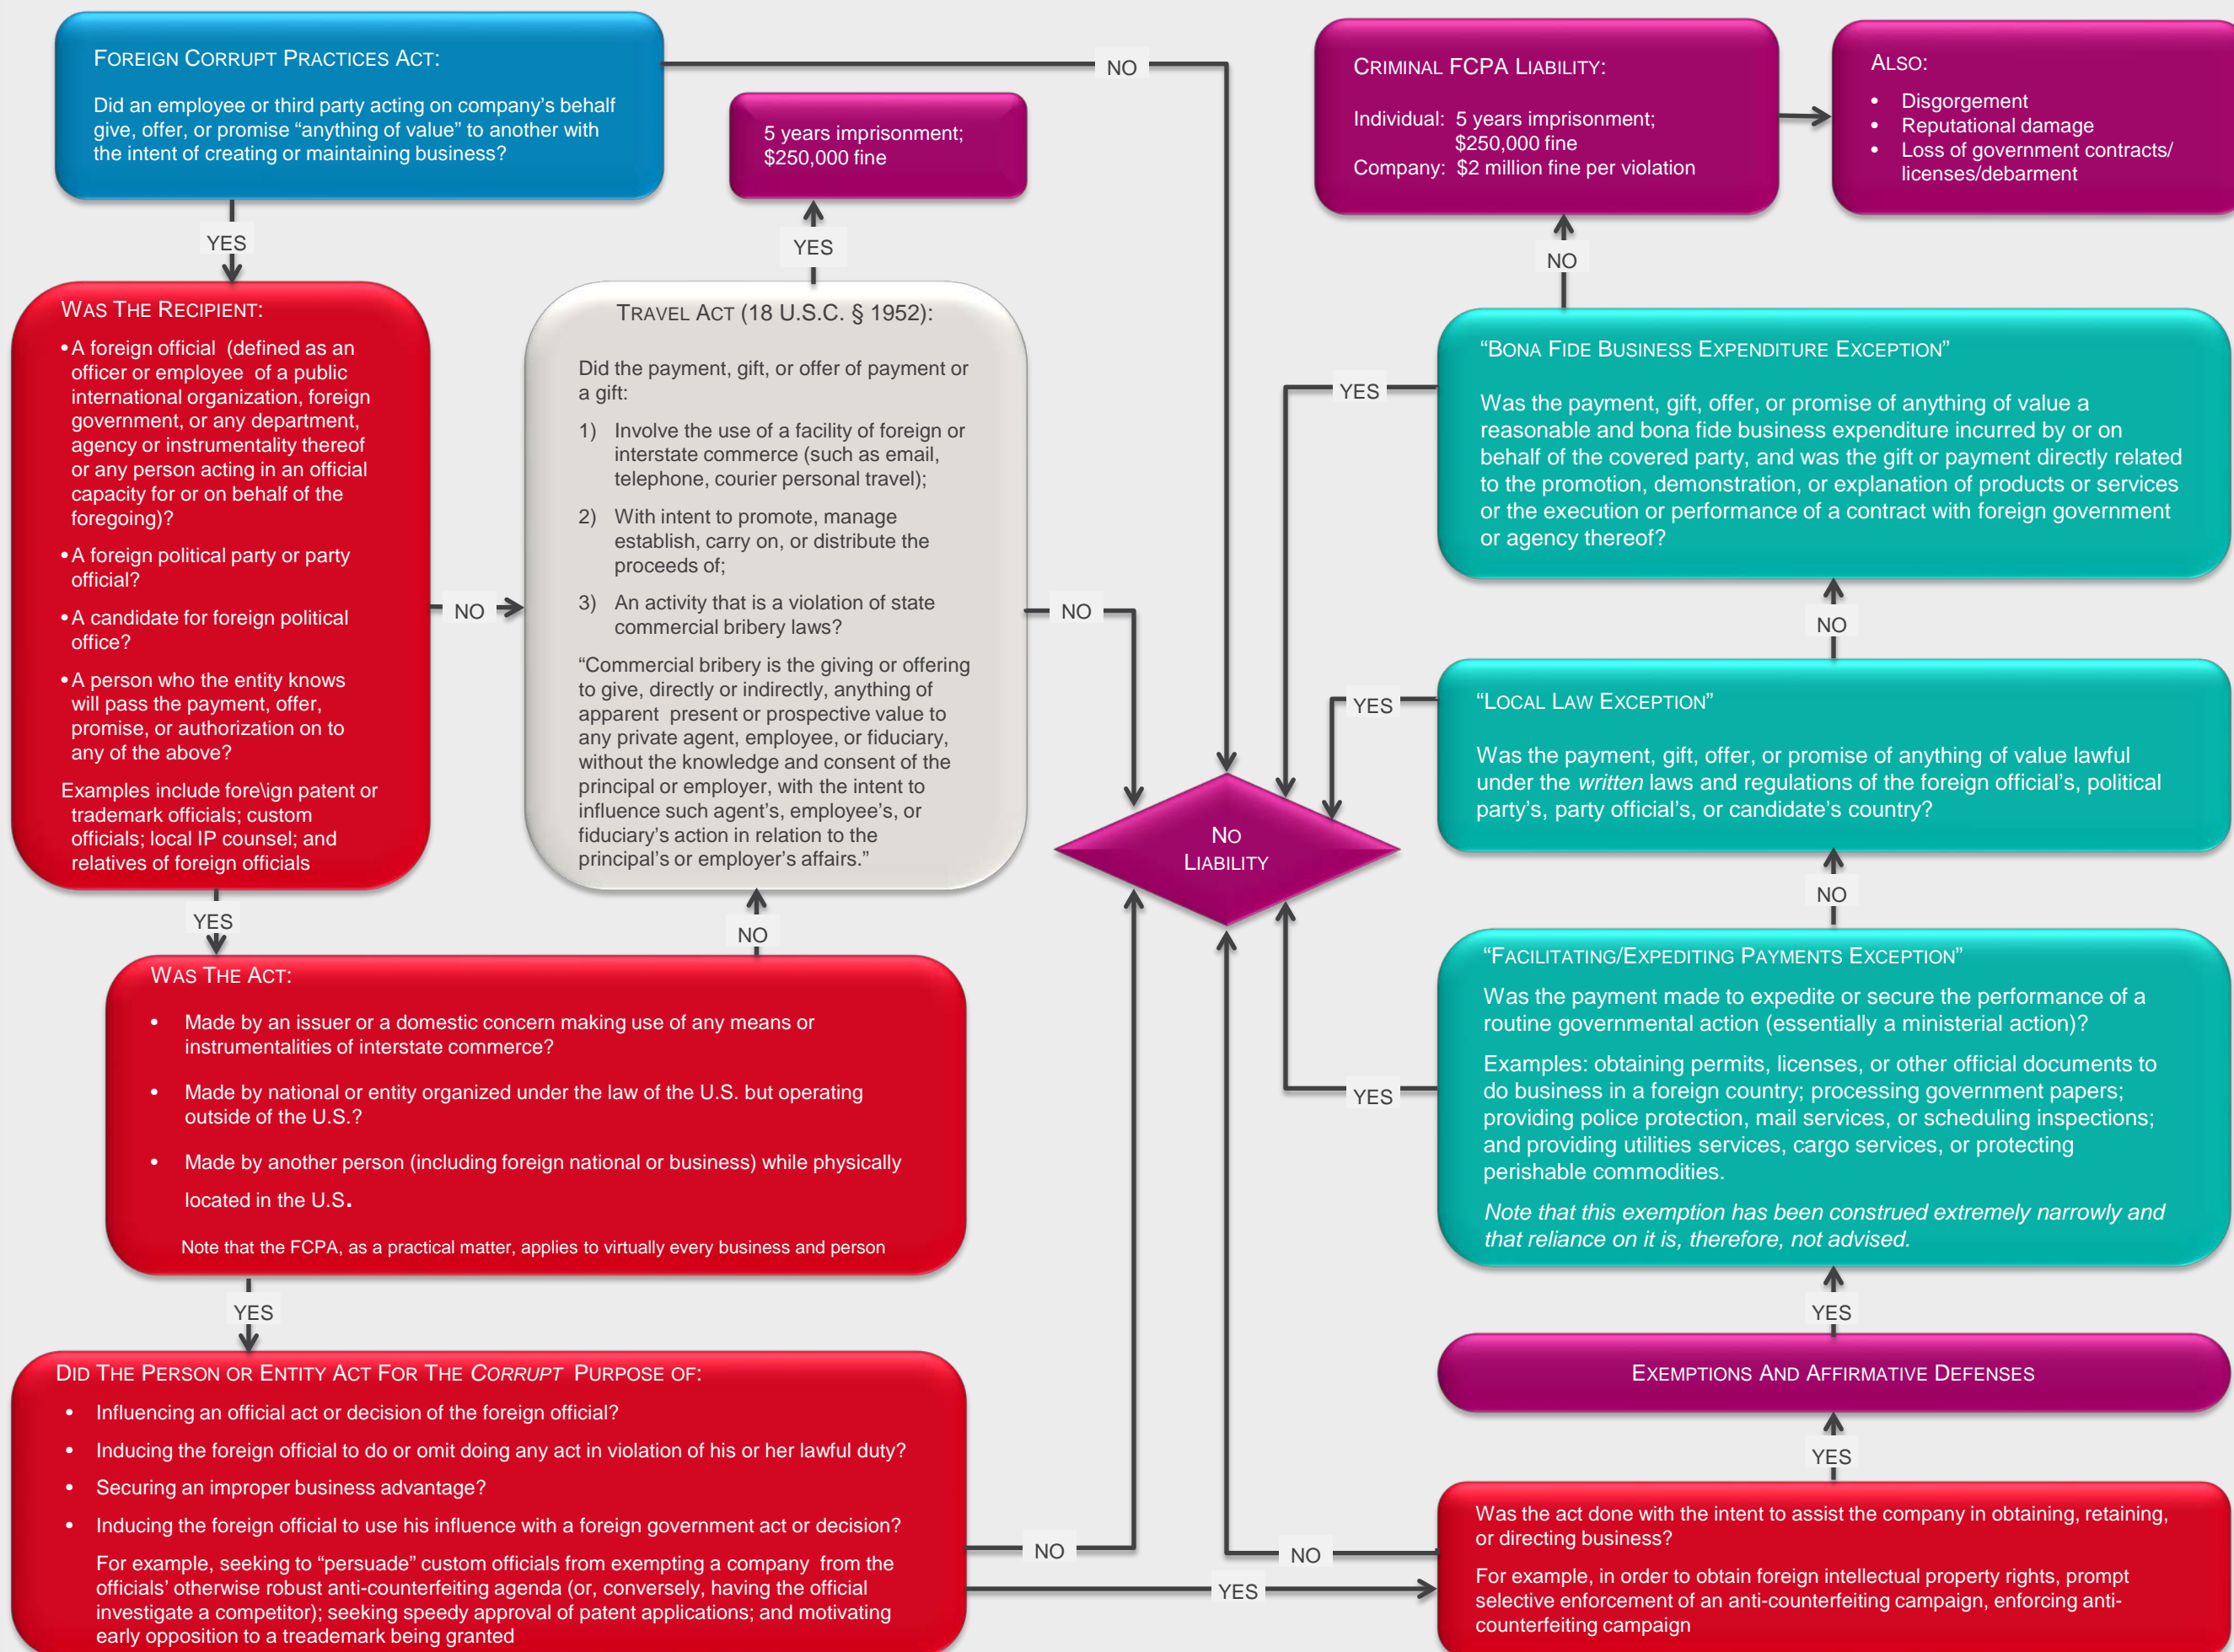 FOREIGN CORRUPT PRACTICES ACT:
Did an employee or third party acting on company's behalf
give, offer, or promise “anything of value” to another with
the intent of creating or maintaining business?
NO
YES
5 years imprisonment;
$250,000 fine
YES
CRIMINAL FCPA LIABILITY:
Individual: 5 years imprisonment;
$250,000 fine
Company: $2 million fine per violation
ALSO:
• Disgorgement
• Reputational damage
• Loss of government contracts/
licenses/debarment
NO
WAS THE RECIPIENT:
• A foreign official (defined as an
officer or employee of a public
international organization, foreign
government, or any department,
agency or instrumentality thereof
or any person acting in an official
capacity for or on behalf of the
foregoing)?
• A foreign political party or party
official?
• A candidate for foreign political
office?
• A person who the entity knows
will pass the payment, offer,
promise, or authorization on to
any of the above?
Examples include fore\ign patent or
trademark officials; custom
officials; local IP counsel; and
relatives of foreign officials
NO
YES
TRAVEL ACT (18 U.S.C. § 1952):
Did the payment, gift, or offer of payment or
a gift:
1) Involve the use of a facility of foreign or
interstate commerce (such as email,
telephone, courier personal travel);
2) With intent to promote, manage
establish, carry on, or distribute the
proceeds of;
3) An activity that is a violation of state
commercial bribery laws?
“Commercial bribery is the giving or offering
to give, directly or indirectly, anything of
apparent present or prospective value to
any private agent, employee, or fiduciary,
without the knowledge and consent of the
principal or employer, with the intent to
influence such agent's, employee's, or
fiduciary's action in relation to the
principal's or employer's affairs.”
NO
NO
“BONA FIDE BUSINESS EXPENDITURE EXCEPTION”
Was the payment, gift, offer, or promise of anything of value a
reasonable and bona fide business expenditure incurred by or on
behalf of the covered party, and was the gift or payment directly related
to the promotion, demonstration, or explanation of products or services
or the execution or performance of a contract with foreign government
or agency thereof?
YES
NO
“LOCAL LAW EXCEPTION”
Was the payment, gift, offer, or promise of anything of value lawful
under the written laws and regulations of the foreign official's, political
party's, party official's, or candidate's country?
YES
NO
NO
LIABILITY
WAS THE ACT:
• Made by an issuer or a domestic concern making use of any means or
instrumentalities of interstate commerce?
• Made by national or entity organized under the law of the U.S. but operating
outside of the U.S.?
• Made by another person (including foreign national or business) while physically
located in the U.S.
Note that the FCPA, as a practical matter, applies to virtually every business and person
YES
“FACILITATING/EXPEDITING PAYMENTS EXCEPTION”
Was the payment made to expedite or secure the performance of a
routine governmental action (essentially a ministerial action)?
Examples: obtaining permits, licenses, or other official documents to
do business in a foreign country; processing government papers;
providing police protection, mail services, or scheduling inspections;
and providing utilities services, cargo services, or protecting
perishable commodities.
Note that this exemption has been construed extremely narrowly and
that reliance on it is, therefore, not advised.
YES
YES
EXEMPTIONS AND AFFIRMATIVE DEFENSES
YES
DID THE PERSON OR ENTITY ACT FOR THE CORRUPT PURPOSE OF:
• Influencing an official act or decision of the foreign official?
• Inducing the foreign official to do or omit doing any act in violation of his or her lawful duty?
• Securing an improper business advantage?
• Inducing the foreign official to use his influence with a foreign government act or decision?
For example, seeking to “persuade” custom officials from exempting a company from the
officials' otherwise robust anti-counterfeiting agenda (or, conversely, having the official
investigate a competitor); seeking speedy approval of patent applications; and motivating
early opposition to a treademark being granted
NO
YES
NO
Was the act done with the intent to assist the company in obtaining, retaining,
or directing business?
For example, in order to obtain foreign intellectual property rights, prompt
selective enforcement of an anti-counterfeiting campaign, enforcing anti-
counterfeiting campaign